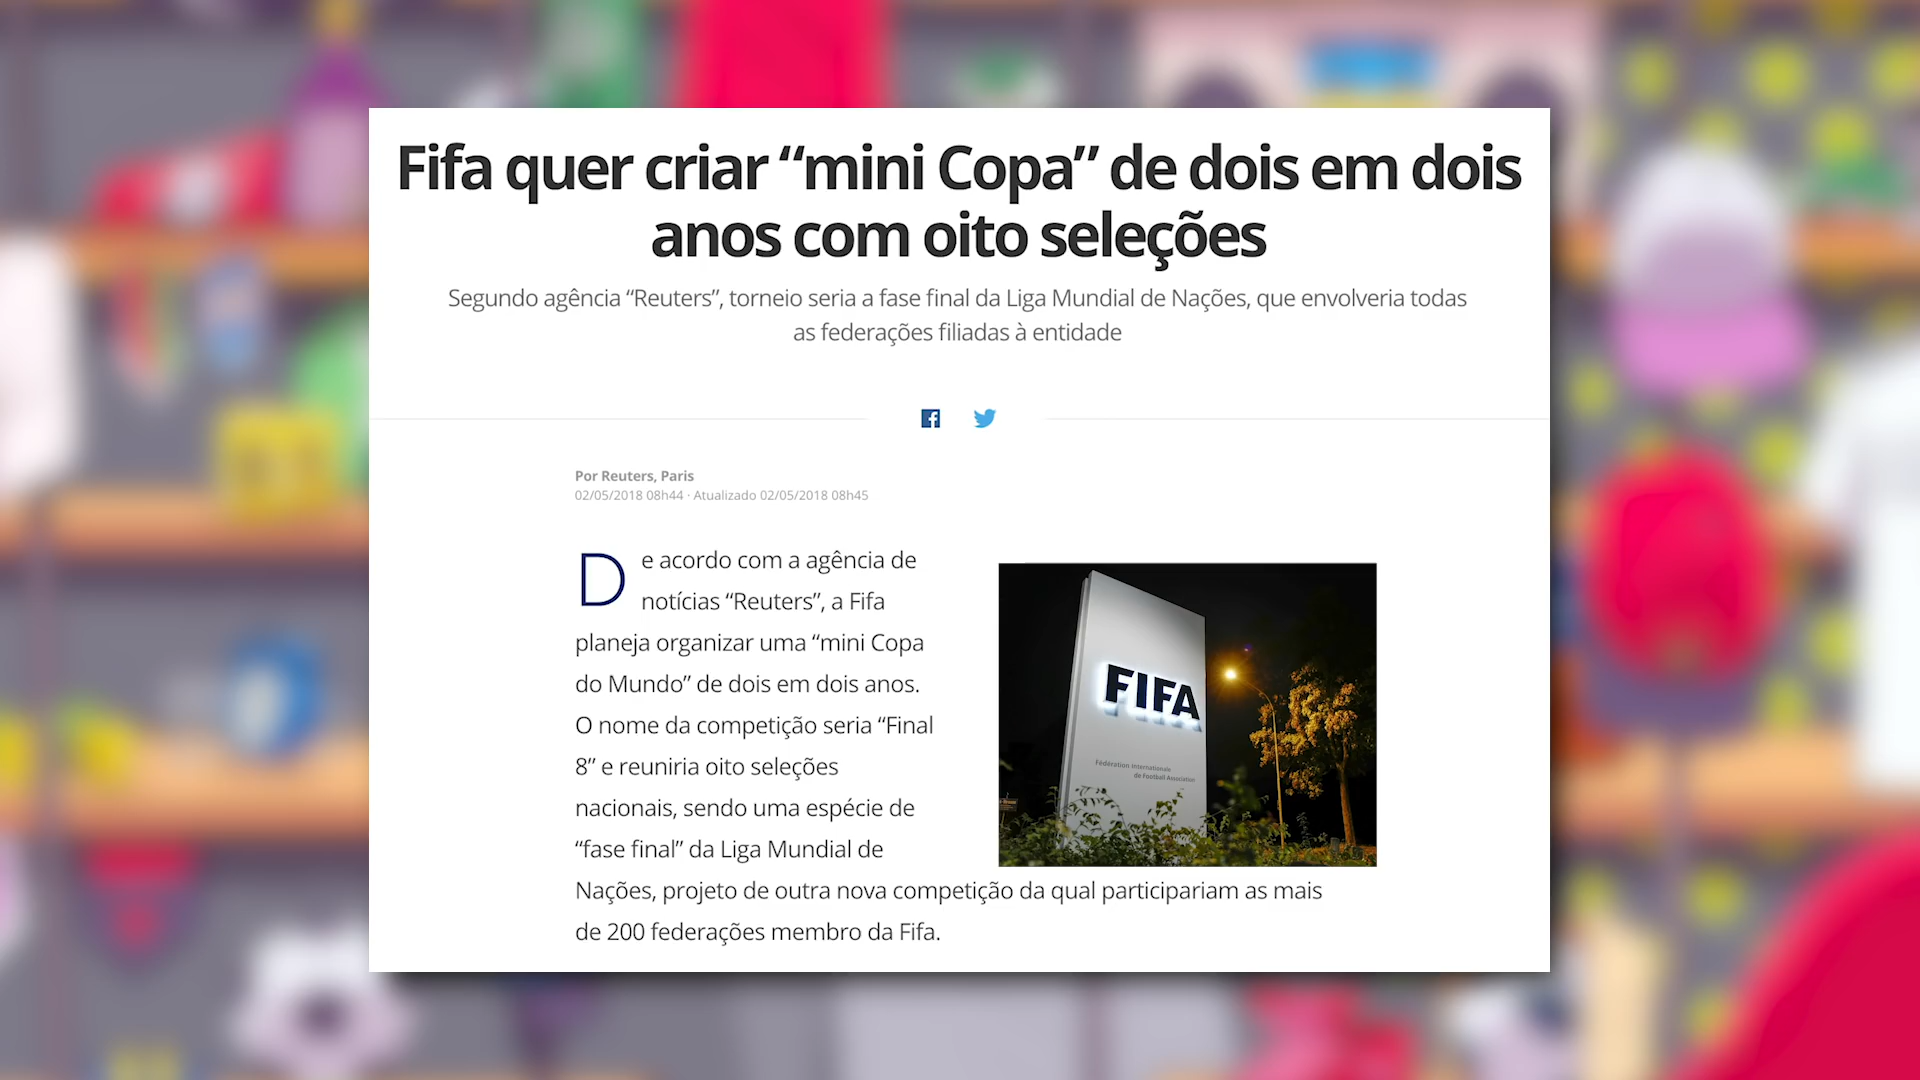 Fifa quer criar “mini Copa” de dois em dois
anos com oito seleções
Segundo agência “Reuters”, torneio seria a fase final da Liga Mundial de Nações, que envolveria todas
as federações filiadas à entidade
Por Reuters, Paris
02/05/2018 08h44 · Atualizado 02/05/2018 08h45
De acordo com a agência de
notícias “Reuters”, a Fifa
planeja organizar uma “mini Copa
do Mundo” de dois em dois anos.
O nome da competição seria “Final
8” e reuniria oito seleções
nacionais, sendo uma espécie de
“fase final” da Liga Mundial de
Nações, projeto de outra nova competição da qual participariam as mais
de 200 federações membro da Fifa.
FIFA
Fédération Internationale
de Football Association